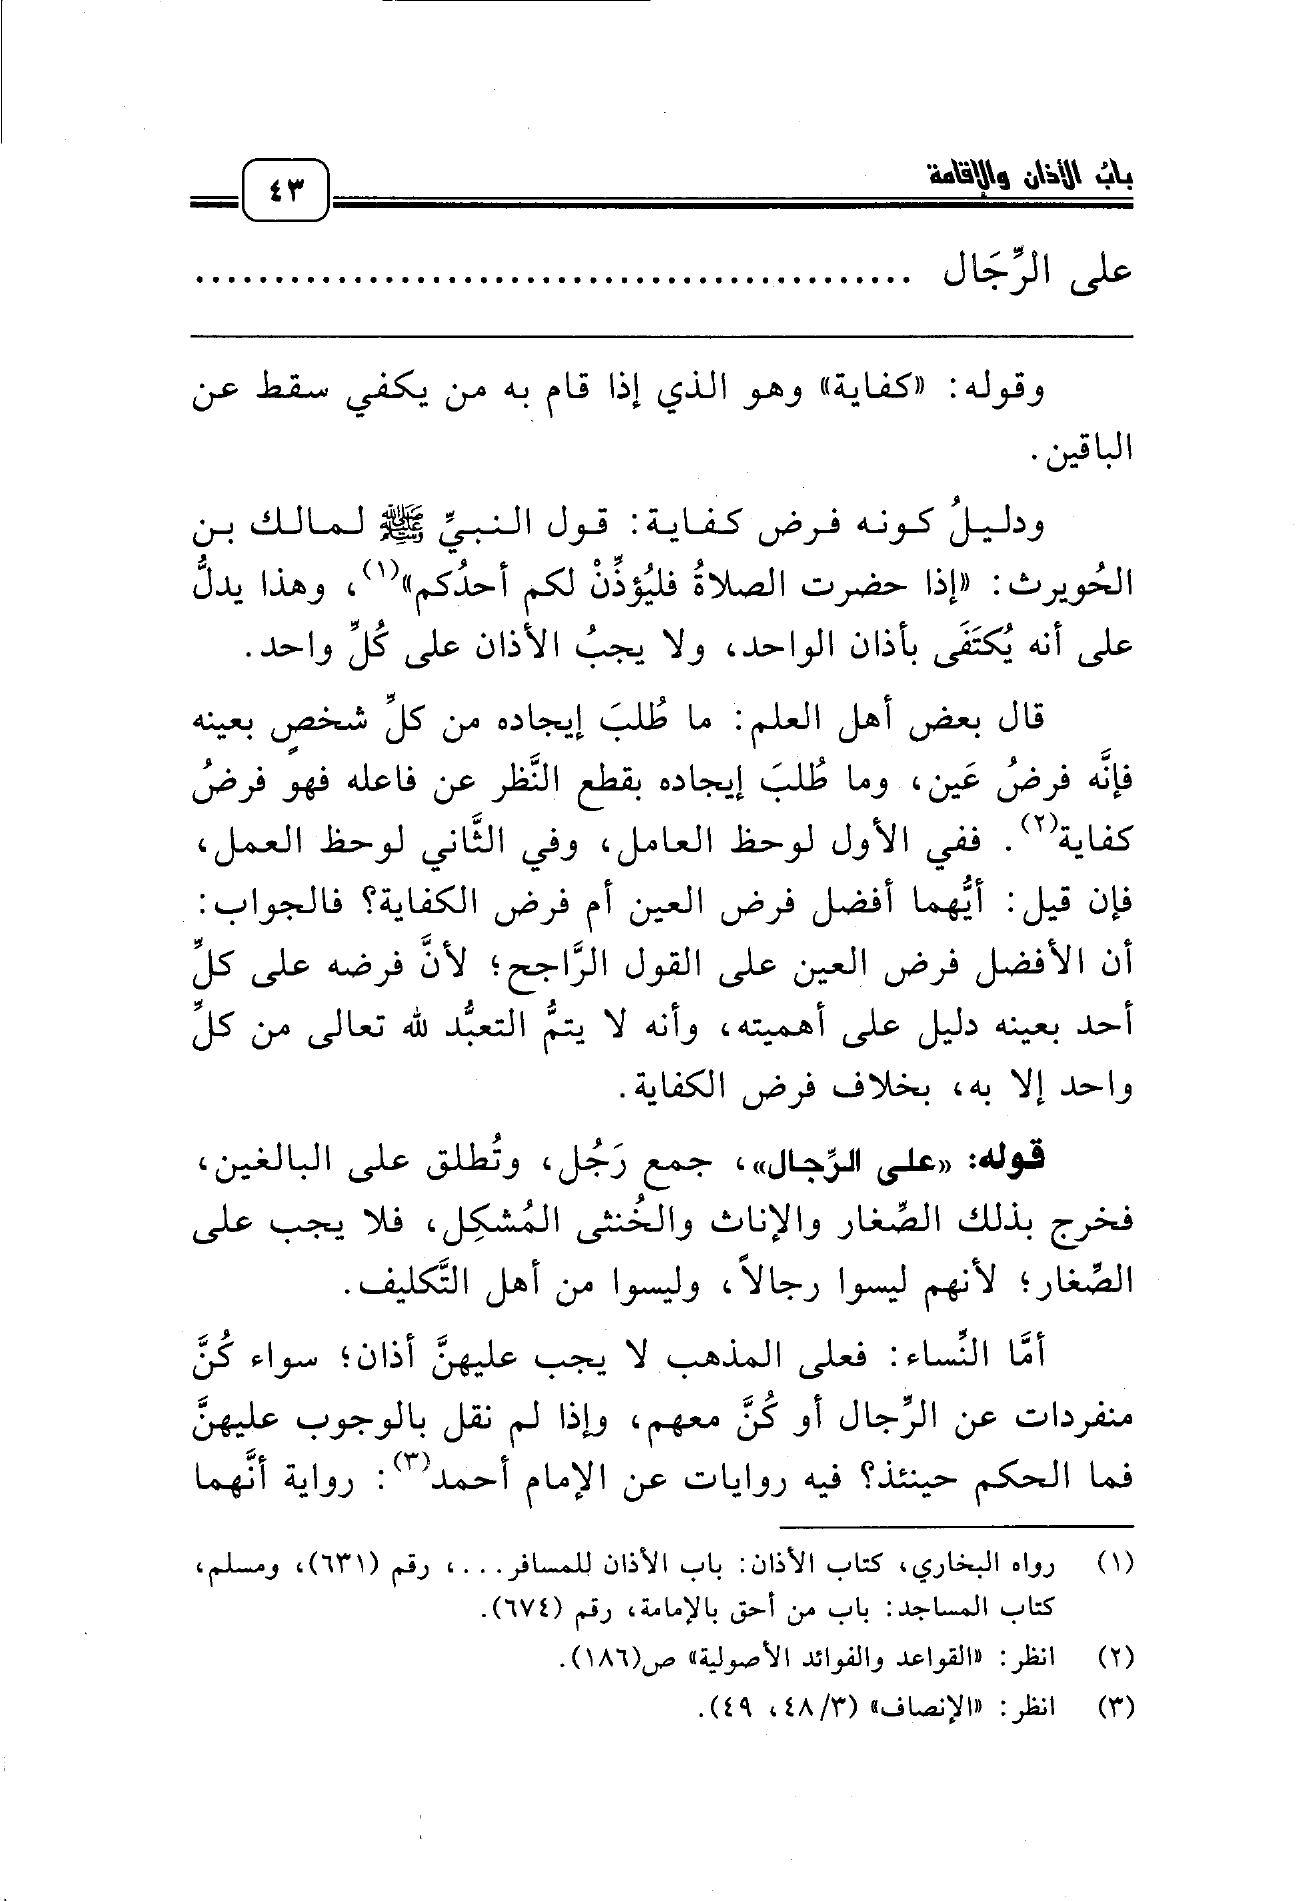 بابُ الأذان والإقامة
٤٣
على الرِّجَال ..............................................
وقوله: «كفاية» وهو الذي إذا قام به من يكفي سقط عن
الباقين.
ودليلُ كونه فرض كفاية: قول النبيِّ ﷺ لمالك بن
الحُويرث: «إذا حضرت الصلاةُ فليُؤذِّنْ لكم أحدُكم»(١)، وهذا يدلُّ
على أنه يُكتَفَى بأذان الواحد، ولا يجبُ الأذان على كُلِّ واحد.
قال بعض أهل العلم: ما طُلبَ إيجاده من كلِّ شخصٍ بعينه
فإنَّه فرضُ عَين، وما طُلبَ إيجاده بقطع النَّظر عن فاعله فهو فرضُ
كفاية(٢). ففي الأول لوحظ العامل، وفي الثَّاني لوحظ العمل،
فإن قيل: أيُّهما أفضل فرض العين أم فرض الكفاية؟ فالجواب:
أن الأفضل فرض العين على القول الرَّاجح؛ لأنَّ فرضه على كلِّ
أحد بعينه دليل على أهميته، وأنه لا يتمُّ التعبُّد لله تعالى من كلِّ
واحد إلا به، بخلاف فرض الكفاية.
قوله: «على الرِّجال»، جمع رَجُل، وتُطلق على البالغين،
فخرج بذلك الصِّغار والإناث والخُنثى المُشكِل، فلا يجب على
الصِّغار؛ لأنهم ليسوا رجالاً، وليسوا من أهل التَّكليف.
أمَّا النِّساء: فعلى المذهب لا يجب عليهنَّ أذان؛ سواء كُنَّ
منفردات عن الرِّجال أو كُنَّ معهم، وإذا لم نقل بالوجوب عليهنَّ
فما الحكم حينئذ؟ فيه روايات عن الإمام أحمد(٣): رواية أنَّهما
(١) رواه البخاري، كتاب الأذان: باب الأذان للمسافر...، رقم (٦٣١)، ومسلم،
كتاب المساجد: باب من أحق بالإمامة، رقم (٦٧٤).
(٢) انظر: «القواعد والفوائد الأصولية» ص(١٨٦).
(٣) انظر: «الإنصاف» (٣/ ٤٨، ٤٩).